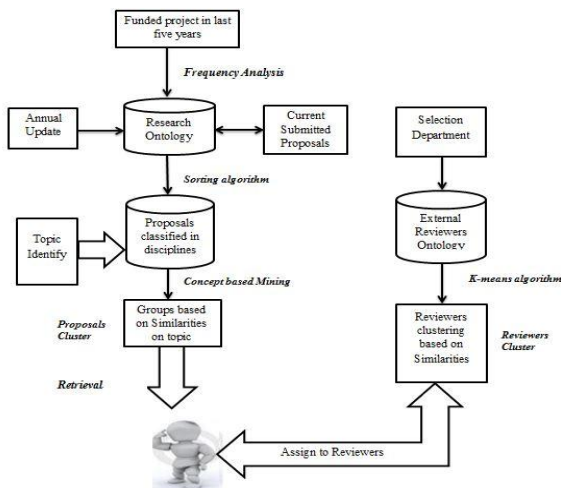 Funded project in last
five years
Frequency Analysis
Annual
Update
Research
Ontology
Current
Submitted
Proposals
Selection
Department
Sorting algorithm
Topic
Identify
Proposals
classified in
disciplines
External
Reviewers
Ontology
Concept based Mining
K-means algorithm
Proposals
Cluster
Groups based
on Similarities
on topic
Reviewers
clustering
based on
Similarities
Reviewers
Cluster
Retrieval
Assign to Reviewers